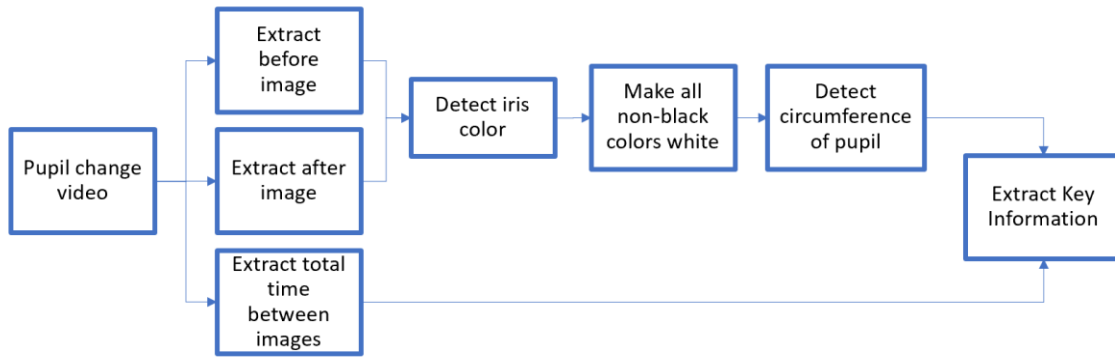 Pupil change
video
Extract
before
image
Extract after
image
Extract total
time
between
images
Detect iris
color
Make all
non-black
colors white
Detect
circumference
of pupil
Extract Key
Information